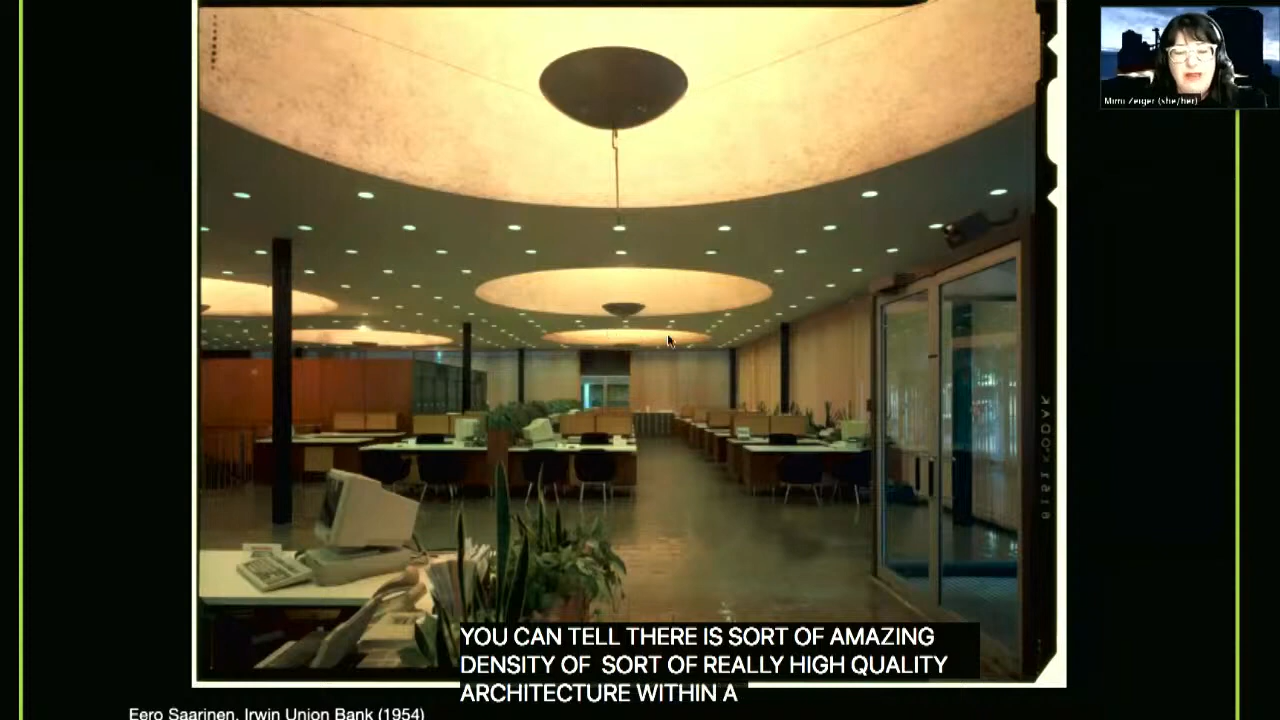 Mimi Zeiger (she/her)
YOU CAN TELL THERE IS SORT OF AMAZING
DENSITY OF SORT OF REALLY HIGH QUALITY
ARCHITECTURE WITHIN A
Eero Saarinen, Irwin Union Bank (1954)